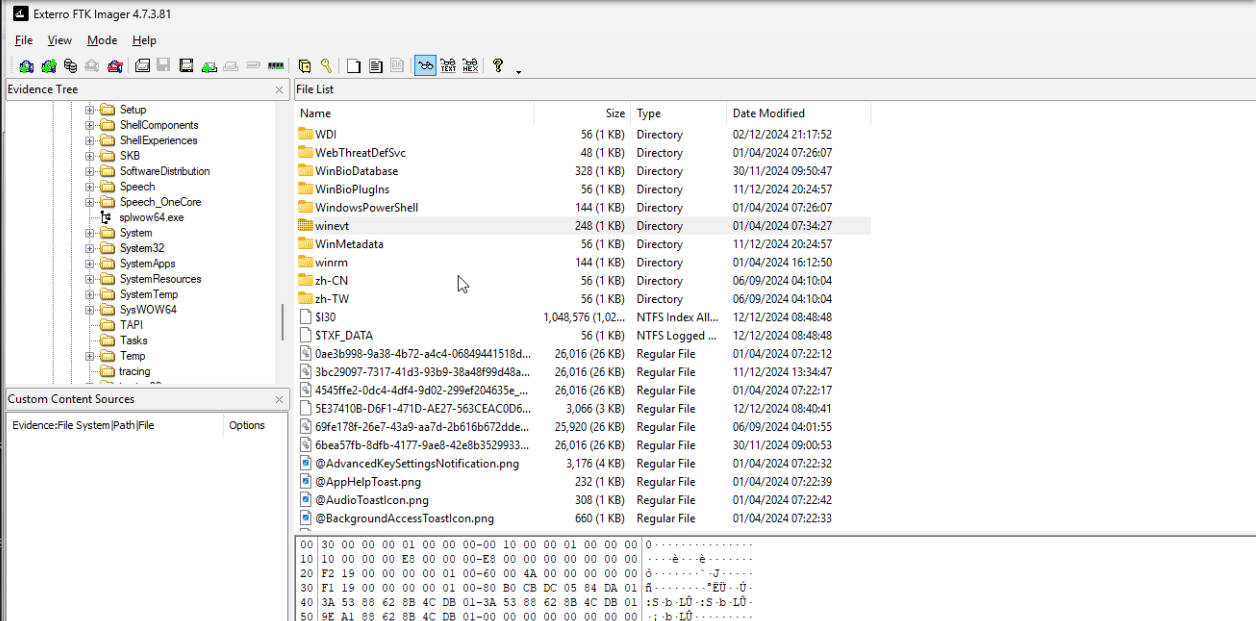 Exterro FTK Imager 4.7.3.81
File View Mode Help
Evidence Tree
Setup
ShellComponents
ShellExperiences
SKB
SoftwareDistribution
Speech
Speech_OneCore
splwow64.exe
System
System32
SystemApps
SystemResources
SystemTemp
SysWOW64
TAPI
Tasks
Temp
tracing
Custom Content Sources
Evidence:File System|Path|File Options
File List
Name Size Type Date Modified
WDI 56 (1 KB) Directory 02/12/2024 21:17:52
WebThreatDefSvc 48 (1 KB) Directory 01/04/2024 07:26:07
WinBioDatabase 328 (1 KB) Directory 30/11/2024 09:50:47
WinBioPlugIns 56 (1 KB) Directory 11/12/2024 20:24:57
WindowsPowerShell 144 (1 KB) Directory 01/04/2024 07:26:07
winevt 248 (1 KB) Directory 01/04/2024 07:34:27
WinMetadata 56 (1 KB) Directory 11/12/2024 20:24:57
winrm 144 (1 KB) Directory 01/04/2024 16:12:50
zh-CN 56 (1 KB) Directory 06/09/2024 04:10:04
zh-TW 56 (1 KB) Directory 06/09/2024 04:10:04
$I30 1,048,576 (1,02... NTFS Index All... 12/12/2024 08:48:48
$TXF_DATA 56 (1 KB) NTFS Logged ... 12/12/2024 08:48:48
0ae3b998-9a38-4b72-a4c4-06849441518d... 26,016 (26 KB) Regular File 01/04/2024 07:22:12
3bc29097-7317-41d3-93b9-38a48f99d48a... 26,016 (26 KB) Regular File 11/12/2024 13:34:47
4545ffe2-0dc4-4df4-9d02-299ef204635e_... 26,016 (26 KB) Regular File 01/04/2024 07:22:17
5E37410B-D6F1-471D-AE27-563CEAC0D6... 3,066 (3 KB) Regular File 12/12/2024 08:40:41
69fe178f-26e7-43a9-aa7d-2b616b672dde... 25,920 (26 KB) Regular File 06/09/2024 04:01:55
6bea57fb-8dfb-4177-9ae8-42e8b3529933... 26,016 (26 KB) Regular File 30/11/2024 09:00:53
@AdvancedKeySettingsNotification.png 3,176 (4 KB) Regular File 01/04/2024 07:22:32
@AppHelpToast.png 232 (1 KB) Regular File 01/04/2024 07:22:39
@AudioToastIcon.png 308 (1 KB) Regular File 01/04/2024 07:22:42
@BackgroundAccessToastIcon.png 660 (1 KB) Regular File 01/04/2024 07:22:33
00 30 00 00 00 01 00 00 00-00 10 00 00 01 00 00 00 0···············
10 10 00 00 00 E8 00 00 00-E8 00 00 00 00 00 00 00 ····è···è·······
20 F2 19 00 00 00 00 01 00-60 00 4A 00 00 00 00 00 ò·······`·J·····
30 F1 19 00 00 00 00 01 00-80 B0 CB DC 05 84 DA 01 ñ········°ËÜ··Ú·
40 3A 53 88 62 8B 4C DB 01-3A 53 88 62 8B 4C DB 01 :S·b·LÛ·:S·b·LÛ·
50 9E A1 88 62 8B 4C DB 01-00 00 00 00 00 00 00 00 ·¡·b·LÛ·········